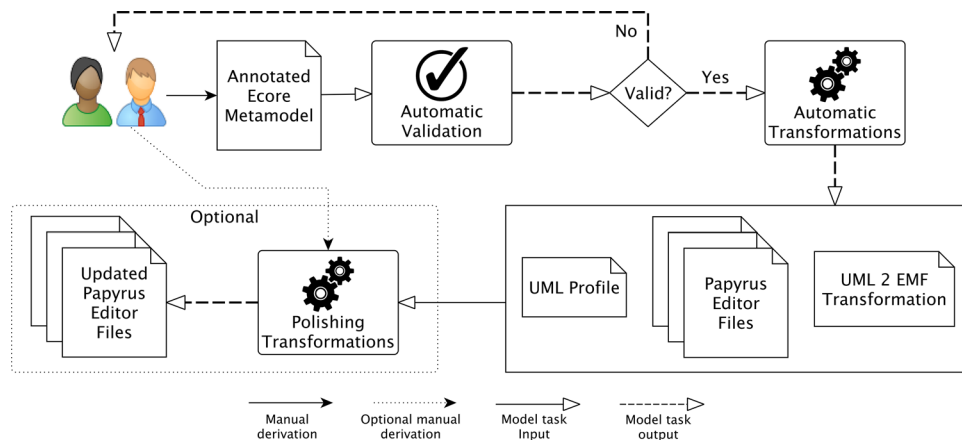 No
Annotated
Ecore
Metamodel
Automatic
Validation
Valid?
Yes
Automatic
Transformations
Optional
Updated
Papyrus
Editor
Files
Polishing
Transformations
UML Profile
Papyrus
Editor
Files
UML 2 EMF
Transformation
Manual
derivation
Optional manual
derivation
Model task
Input
Model task
output